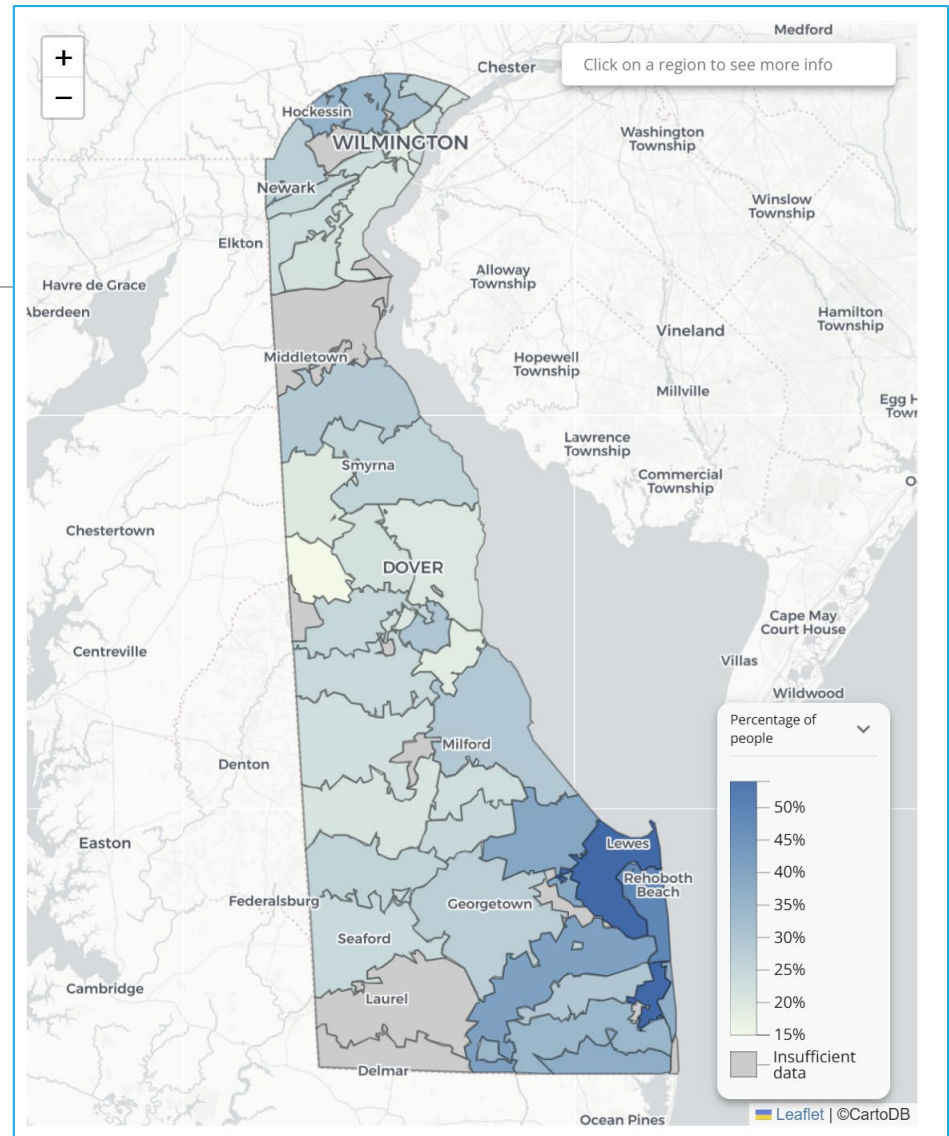 +
−
Click on a region to see more info
Medford
Chester
Hockessin
WILMINGTON
Washington
Township
Newark
Winslow
Township
Elkton
Alloway
Township
Havre de Grace
Aberdeen
Hamilton
Township
Vineland
Middletown
Hopewell
Township
Millville
Egg H
Lawrence
Township
Smyrna
Commercial
Township
Chestertown
DOVER
Cape May
Court House
Centreville
Villas
Wildwood
Milford
Denton
Easton
Lewes
Rehoboth
Beach
Federalsburg
Georgetown
Seaford
Cambridge
Laurel
Delmar
Ocean Pines
Percentage of
people
50%
45%
40%
35%
30%
25%
20%
15%
Insufficient
data
Leaflet | ©CartoDB